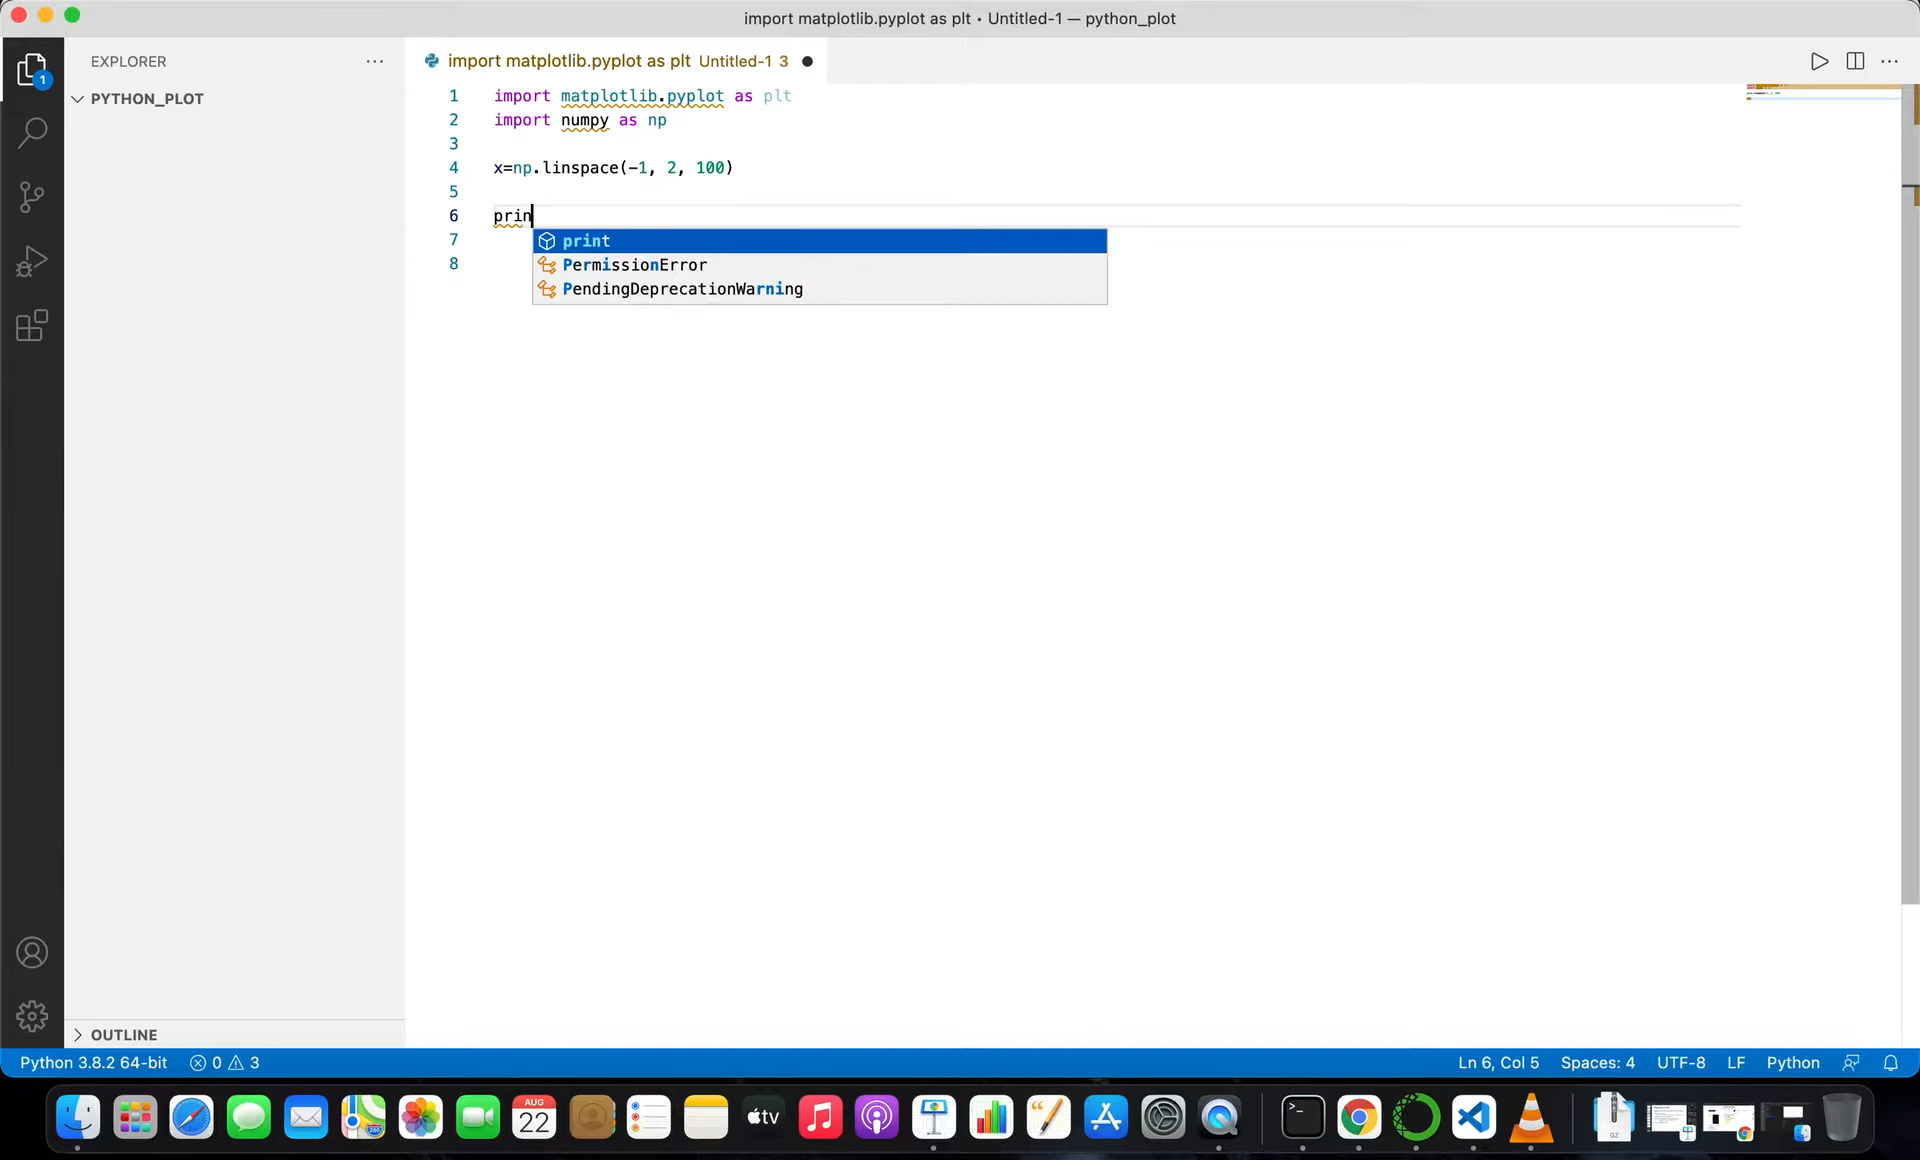 import matplotlib.pyplot as plt • Untitled-1 — python_plot
1
EXPLORER
PYTHON_PLOT
OUTLINE
import matplotlib.pyplot as plt Untitled-1 3
1 import matplotlib.pyplot as plt
2 import numpy as np
3
4 x=np.linspace(-1, 2, 100)
5
6 prin
7 print
PermissionError
8 PendingDeprecationWarning
Python 3.8.2 64-bit 0 3 Ln 6, Col 5 Spaces: 4 UTF-8 LF Python
AUG
22
tv
GZ